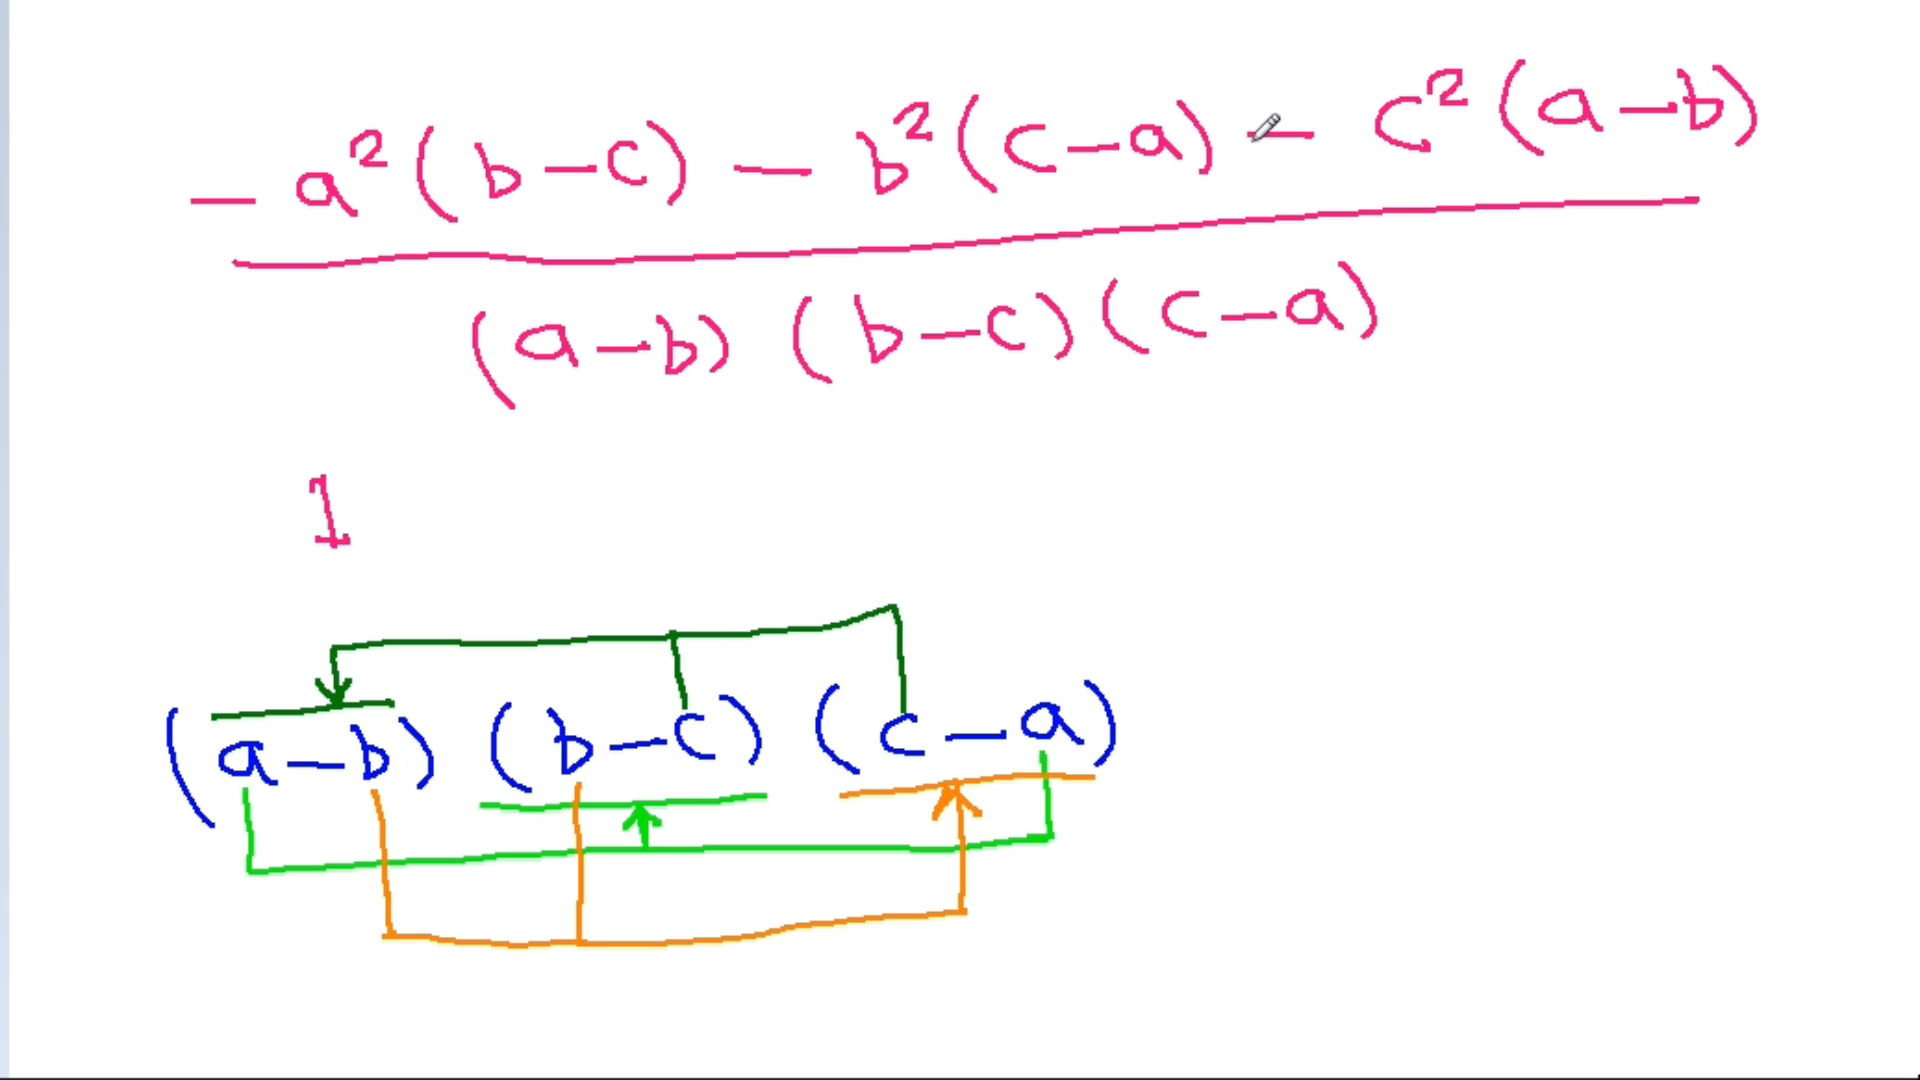 - a² (b - c) - b² (c - a) - c² (a - b)
(a - b) (b - c) (c - a)
1
(a - b) (b - c) (c - a)